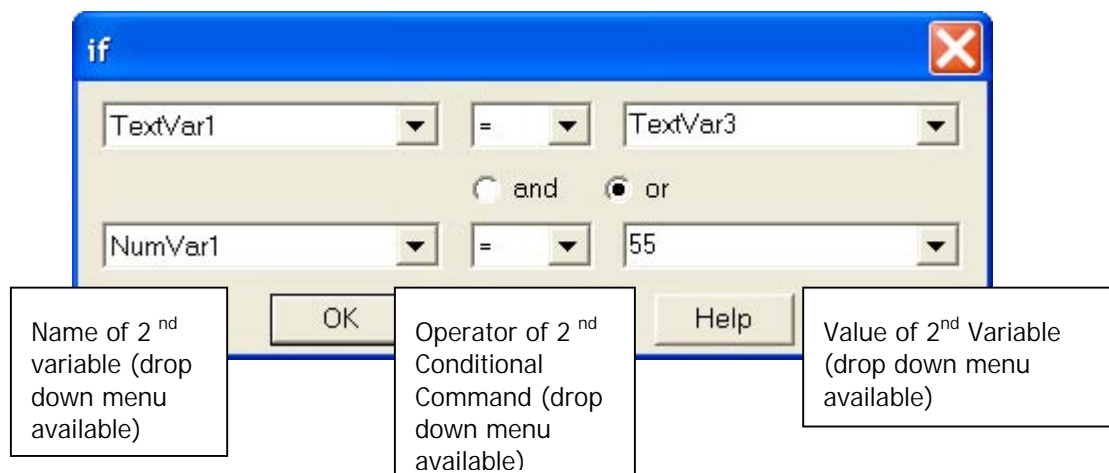 if
TextVar1 = TextVar3
and or
NumVar1 = 55
OK Help
Name of 2 nd
variable (drop
down menu
available)
Operator of 2 nd
Conditional
Command (drop
down menu
available)
Value of 2nd Variable
(drop down menu
available)